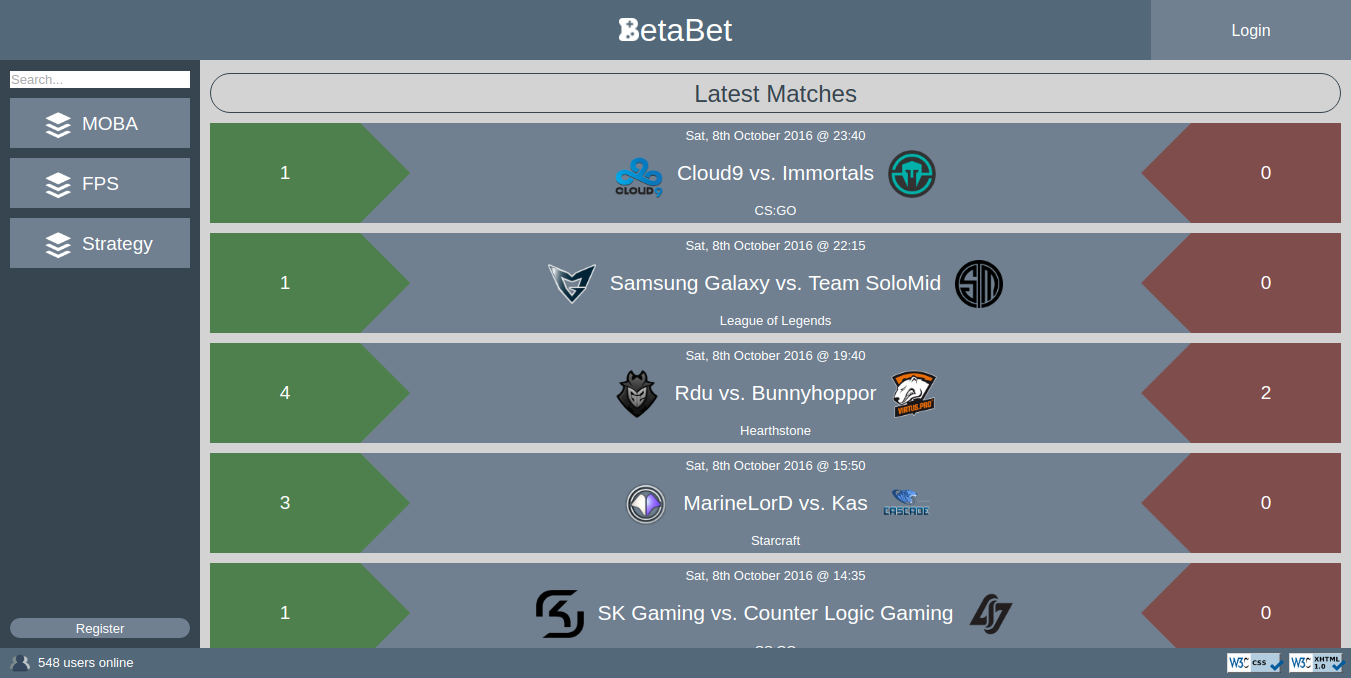 BetaBet
Login
Search...
MOBA
FPS
Strategy
Register
Latest Matches
Sat, 8th October 2016 @ 23:40
1
CLOUD9
Cloud9 vs. Immortals
0
CS:GO
Sat, 8th October 2016 @ 22:15
1
Samsung Galaxy vs. Team SoloMid
0
League of Legends
Sat, 8th October 2016 @ 19:40
4
Rdu vs. Bunnyhoppor
VIRTUS.PRO
2
Hearthstone
Sat, 8th October 2016 @ 15:50
3
MarineLorD vs. Kas
CASCADE
0
Starcraft
Sat, 8th October 2016 @ 14:35
1
SK Gaming vs. Counter Logic Gaming
0
548 users online
W3C css
W3C XHTML 1.0